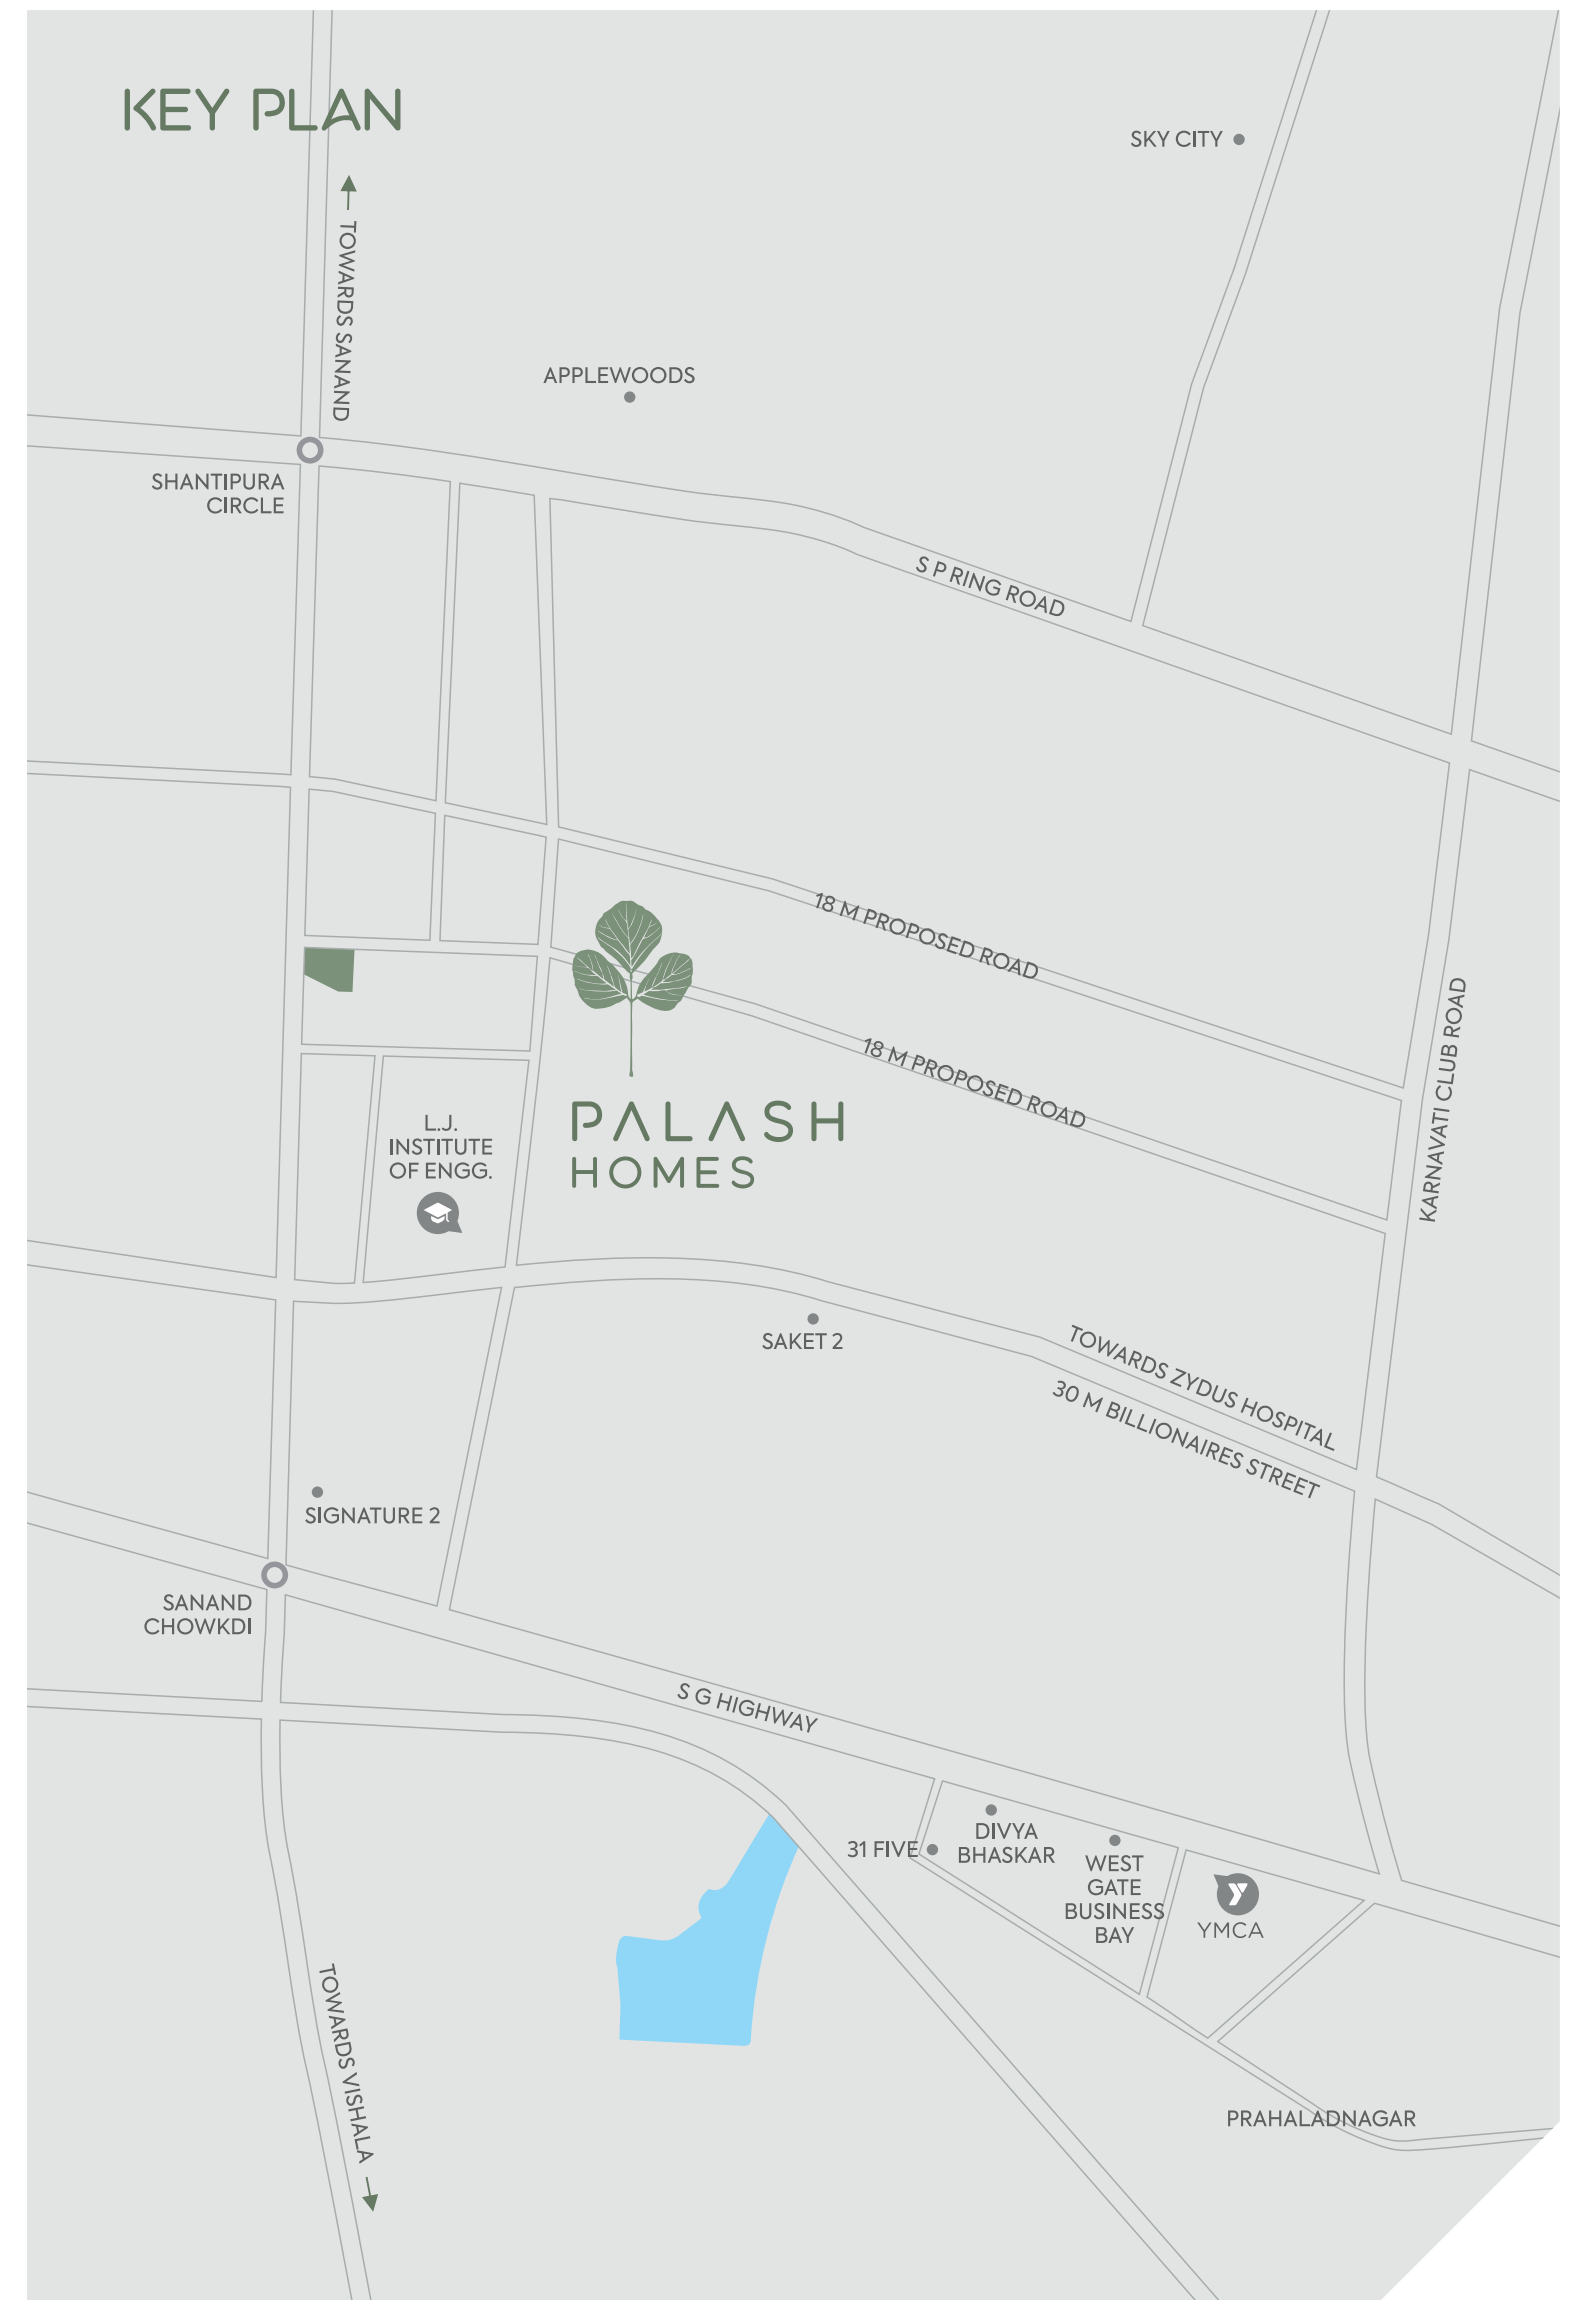 KEY PLAN
SKY CITY
TOWARDS SANAND
APPLEWOODS
SHANTIPURA
CIRCLE
S P RING ROAD
18 M PROPOSED ROAD
18 M PROPOSED ROAD
KARNAVATI CLUB ROAD
L.J.
INSTITUTE
OF ENGG.
PALASH
HOMES
SAKET 2
TOWARDS ZYDUS HOSPITAL
30 M BILLIONAIRES STREET
SIGNATURE 2
SANAND
CHOWKDI
S G HIGHWAY
31 FIVE
DIVYA
BHASKAR
WEST
GATE
BUSINESS
BAY
YMCA
TOWARDS VISHALA
PRAHALADNAGAR